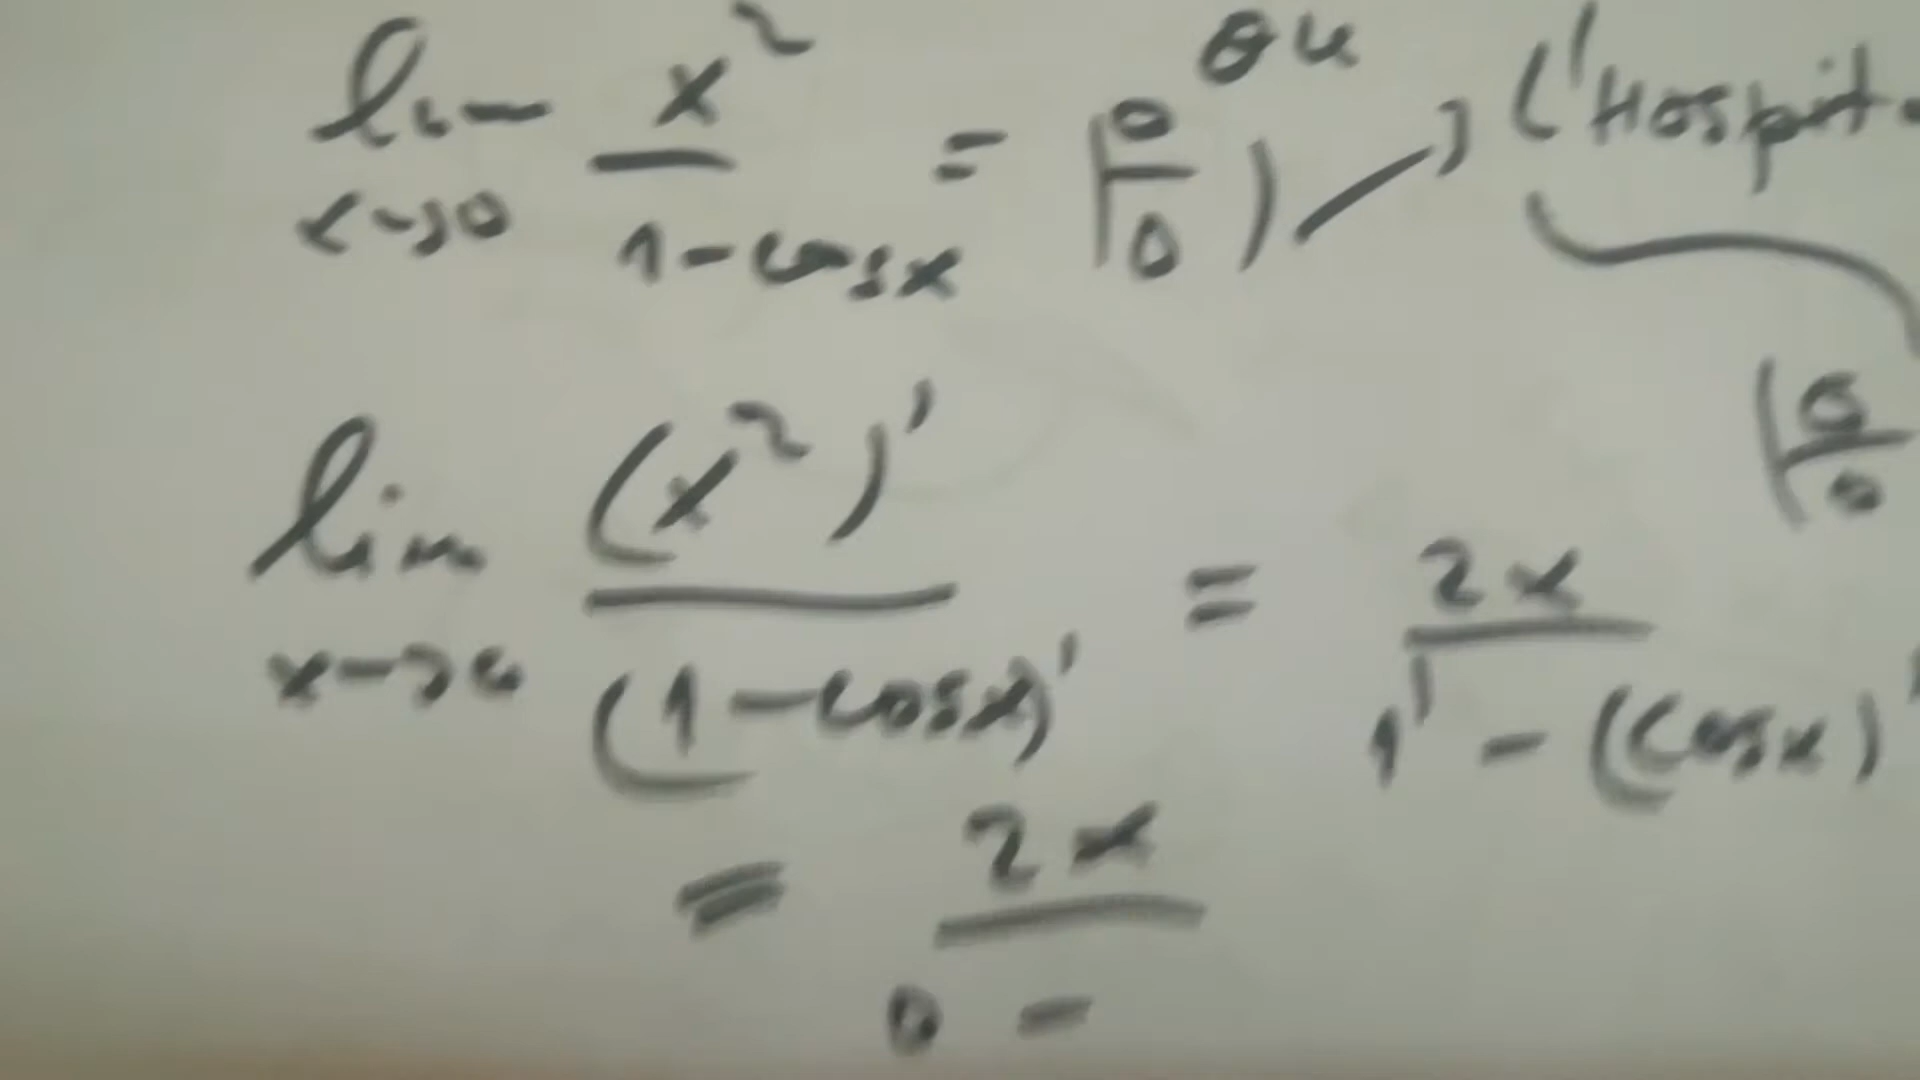 lim x→0 x² / 1-cosx = (0/0) → L'Hospit
(0/0
lim x→0 (x²)' / (1-cosx)' = 2x / 1' - (cosx)'
= 2x / 0 -